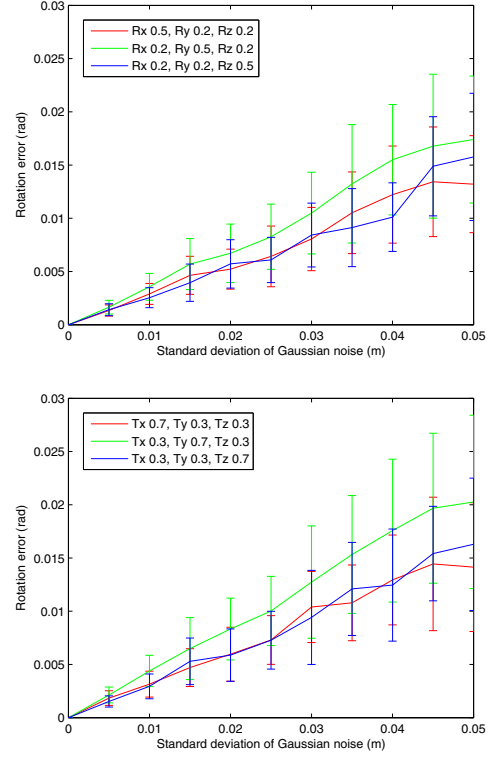 0.03
0.025
0.02
0.015
0.01
0.005
0
Rotation error (rad)
Rx 0.5, Ry 0.2, Rz 0.2
Rx 0.2, Ry 0.5, Rz 0.2
Rx 0.2, Ry 0.2, Rz 0.5
0 0.01 0.02 0.03 0.04 0.05
Standard deviation of Gaussian noise (m)
0.03
0.025
0.02
0.015
0.01
0.005
0
Rotation error (rad)
Tx 0.7, Ty 0.3, Tz 0.3
Tx 0.3, Ty 0.7, Tz 0.3
Tx 0.3, Ty 0.3, Tz 0.7
0 0.01 0.02 0.03 0.04 0.05
Standard deviation of Gaussian noise (m)